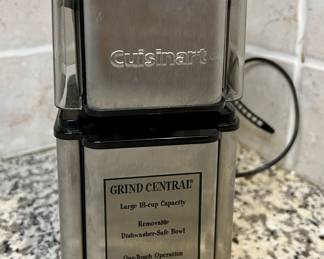 Cuisinart
GRIND CENTRAL®
Large 18-cup Capacity
Removable
Dishwasher-Safe Bowl
One-Touch Operation